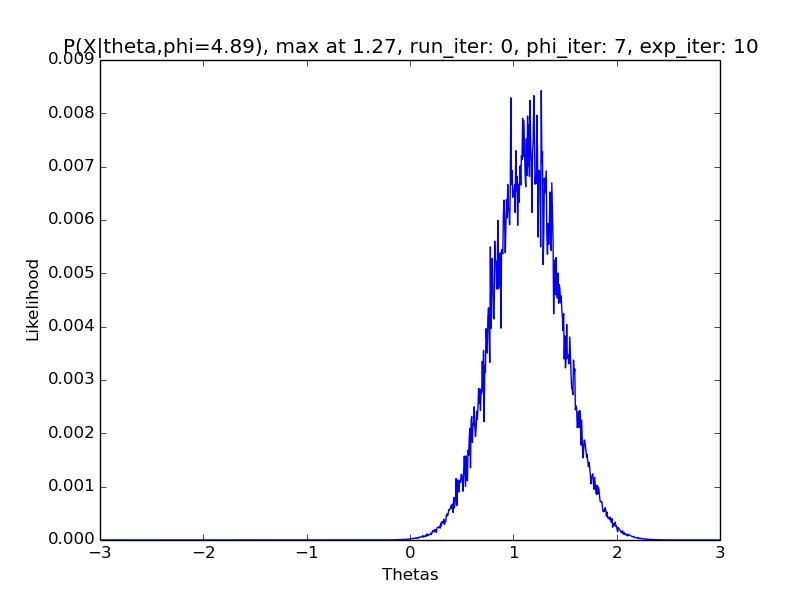 P(X|theta,phi=4.89), max at 1.27, run_iter: 0, phi_iter: 7, exp_iter: 10
0.009
0.008
0.007
0.006
0.005
0.004
0.003
0.002
0.001
0.000
Likelihood
−3 −2 −1 0 1 2 3
Thetas